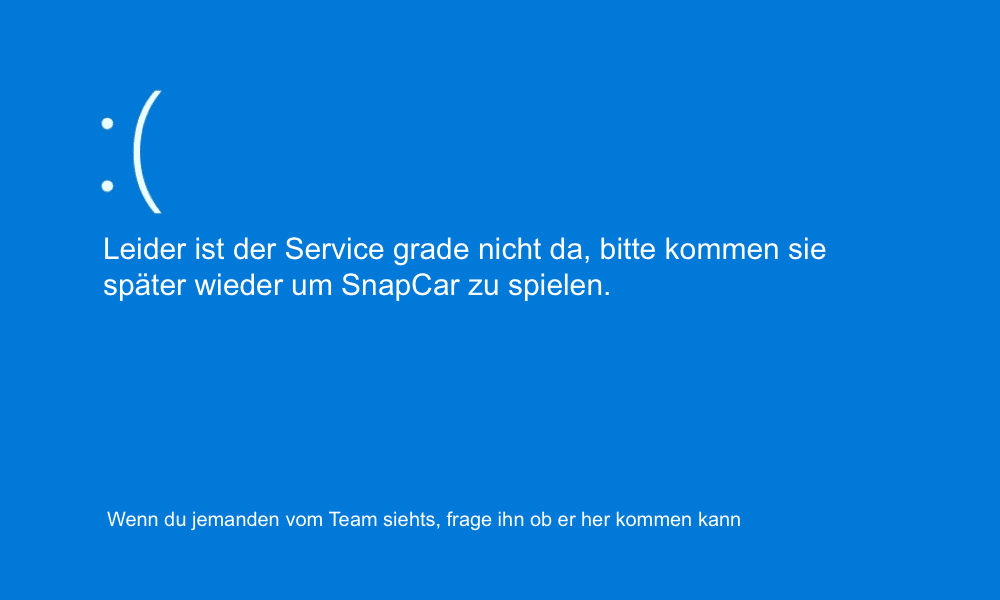 :(
Leider ist der Service grade nicht da, bitte kommen sie
später wieder um SnapCar zu spielen.
Wenn du jemanden vom Team siehts, frage ihn ob er her kommen kann